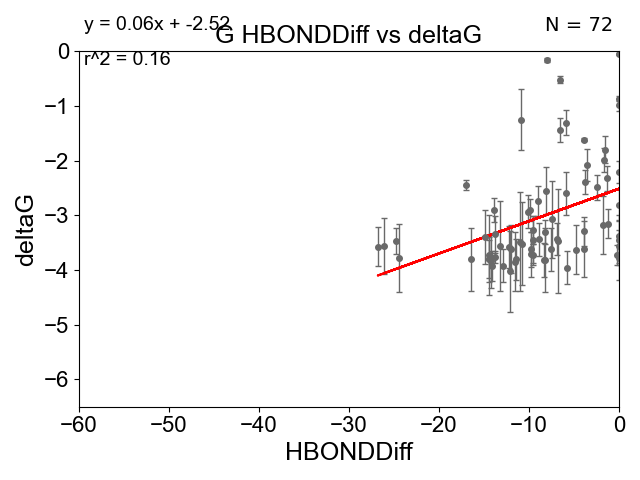 y = 0.06x + -2.52
N = 72
G HBONDDiff vs deltaG
r^2 = 0.16
0
−1
−2
−3
−4
−5
−6
deltaG
−60
−50
−40
−30
−20
−10
0
HBONDDiff